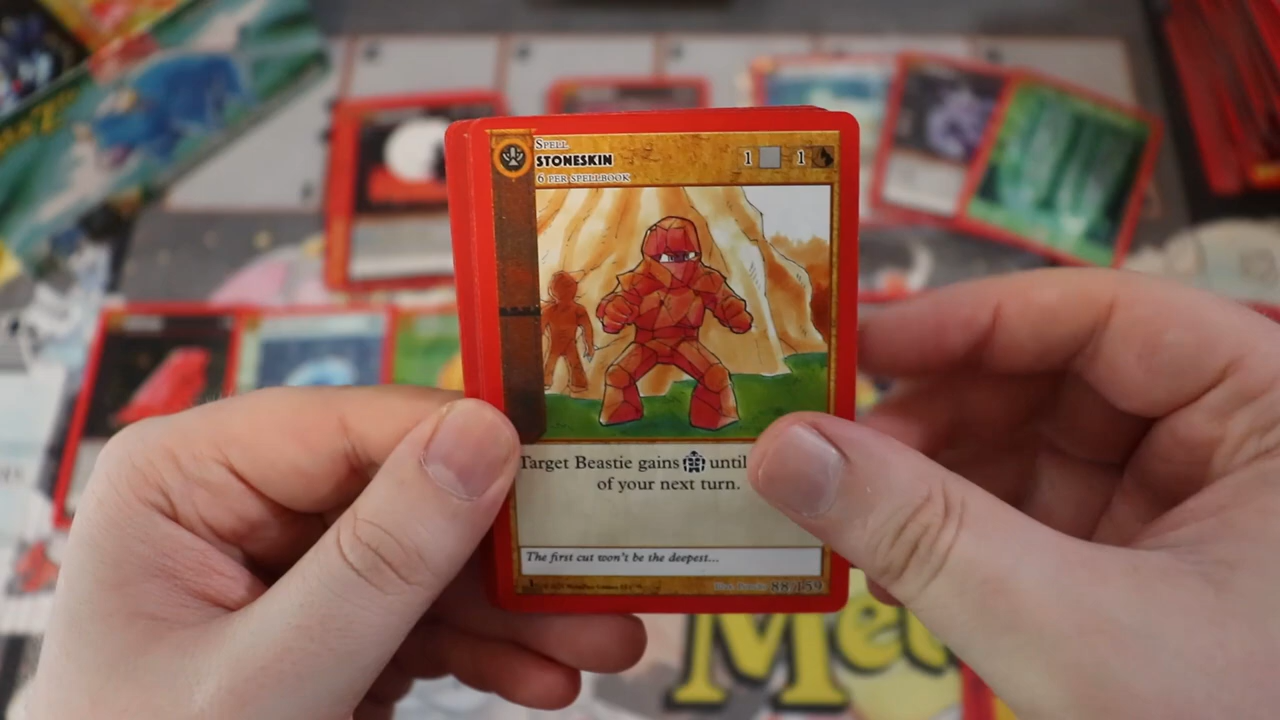 SPELL
STONESKIN
6 PER SPELLBOOK
1 1
Target Beastie gains until
of your next turn.
The first cut won't be the deepest...
88/159
Met